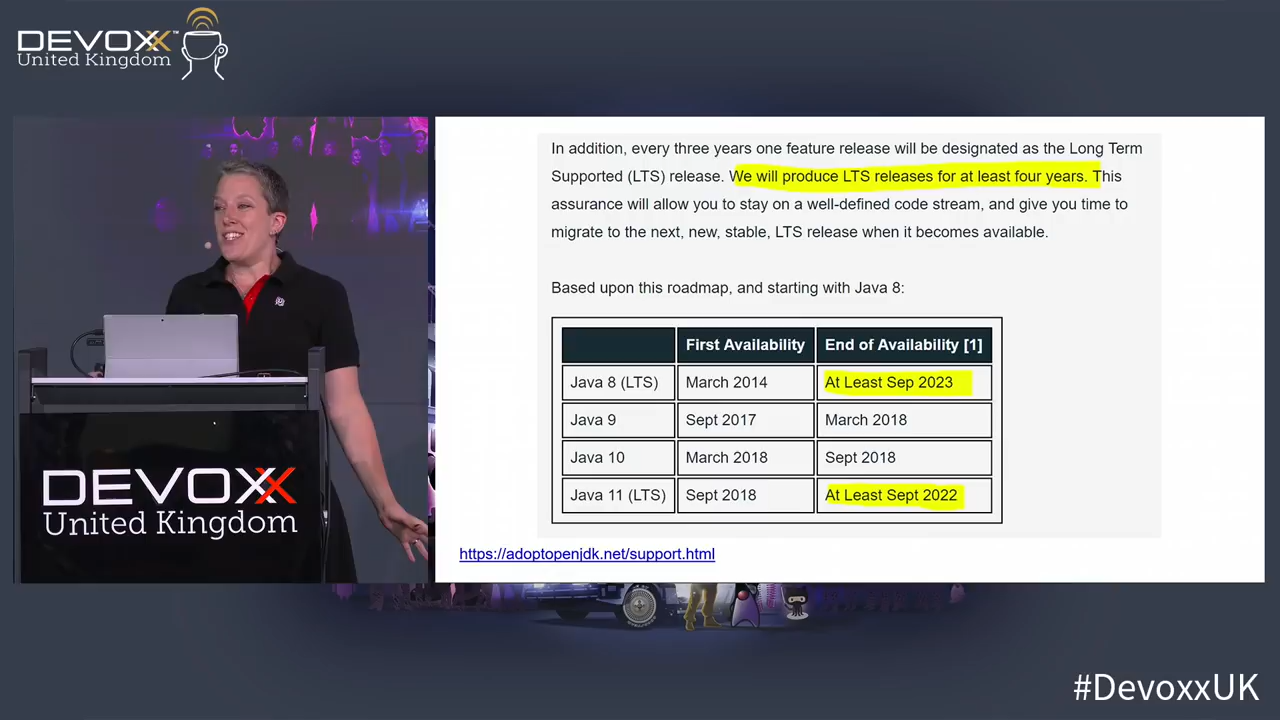 DEVOXX™
United Kingdom
In addition, every three years one feature release will be designated as the Long Term
Supported (LTS) release. We will produce LTS releases for at least four years. This
assurance will allow you to stay on a well-defined code stream, and give you time to
migrate to the next, new, stable, LTS release when it becomes available.
Based upon this roadmap, and starting with Java 8:
First Availability End of Availability [1]
Java 8 (LTS) March 2014 At Least Sep 2023
Java 9 Sept 2017 March 2018
Java 10 March 2018 Sept 2018
Java 11 (LTS) Sept 2018 At Least Sept 2022
https://adoptopenjdk.net/support.html
DEVOXX
United Kingdom
#DevoxxUK